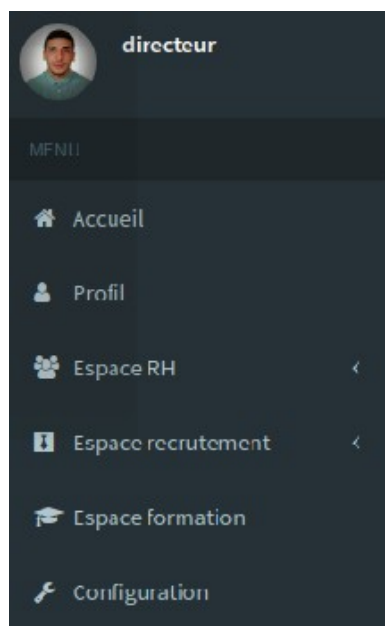 directeur
MENU
Accueil
Profil
Espace RH
Espace recrutement
Espace formation
Configuration